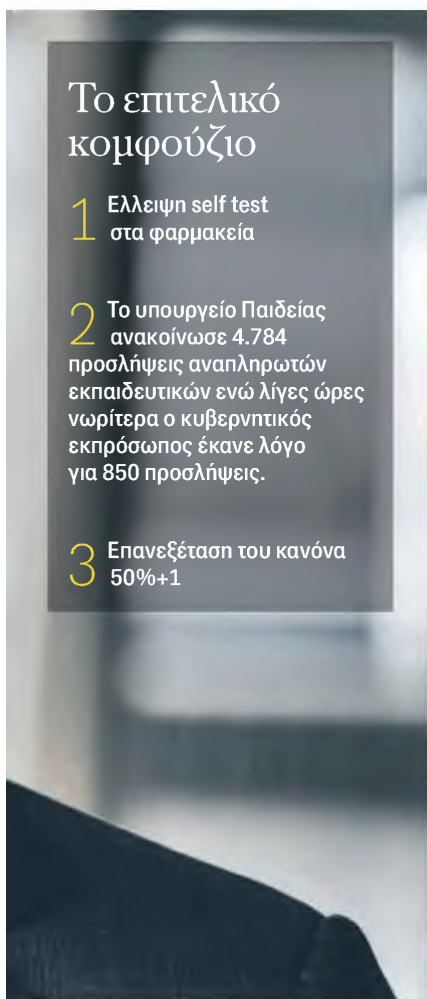 Το επιτελικό
κομφούζιο
1 Ελλειψη self test
στα φαρμακεία
2 Το υπουργείο Παιδείας
ανακοίνωσε 4.784
προσλήψεις αναπληρωτών
εκπαιδευτικών ενώ λίγες ώρες
νωρίτερα ο κυβερνητικός
εκπρόσωπος έκανε λόγο
για 850 προσλήψεις.
3 Επανεξέταση του κανόνα
50%+1